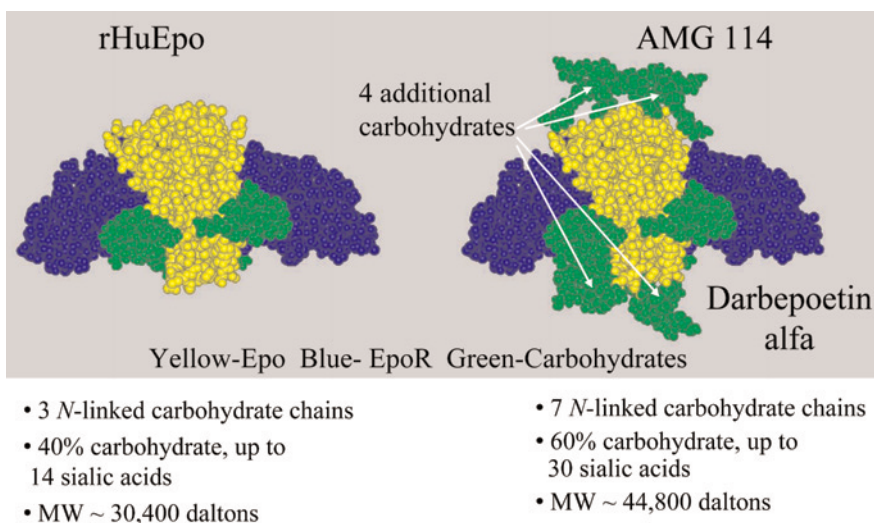 rHuEpo
AMG 114
4 additional
carbohydrates
Darbepoetin
alfa
Yellow-Epo Blue- EpoR Green-Carbohydrates
• 3 N-linked carbohydrate chains
• 40% carbohydrate, up to
14 sialic acids
• MW ~ 30,400 daltons
• 7 N-linked carbohydrate chains
• 60% carbohydrate, up to
30 sialic acids
• MW ~ 44,800 daltons